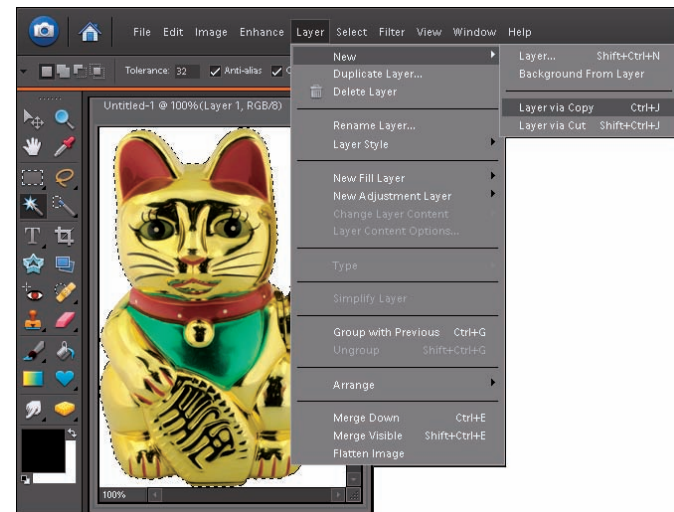 File Edit Image Enhance Layer Select Filter View Window Help
Tolerance: 32 Anti-alias
Untitled-1 @ 100%(Layer 1, RGB/8)
New
Duplicate Layer...
Delete Layer
Rename Layer...
Layer Style
New Fill Layer
New Adjustment Layer
Change Layer Content
Layer Content Options...
Type
Simplify Layer
Group with Previous Ctrl+G
Ungroup Shift+Ctrl+G
Arrange
Merge Down Ctrl+E
Merge Visible Shift+Ctrl+E
Flatten Image
Layer... Shift+Ctrl+N
Background From Layer
Layer via Copy Ctrl+J
Layer via Cut Shift+Ctrl+J
T
100%